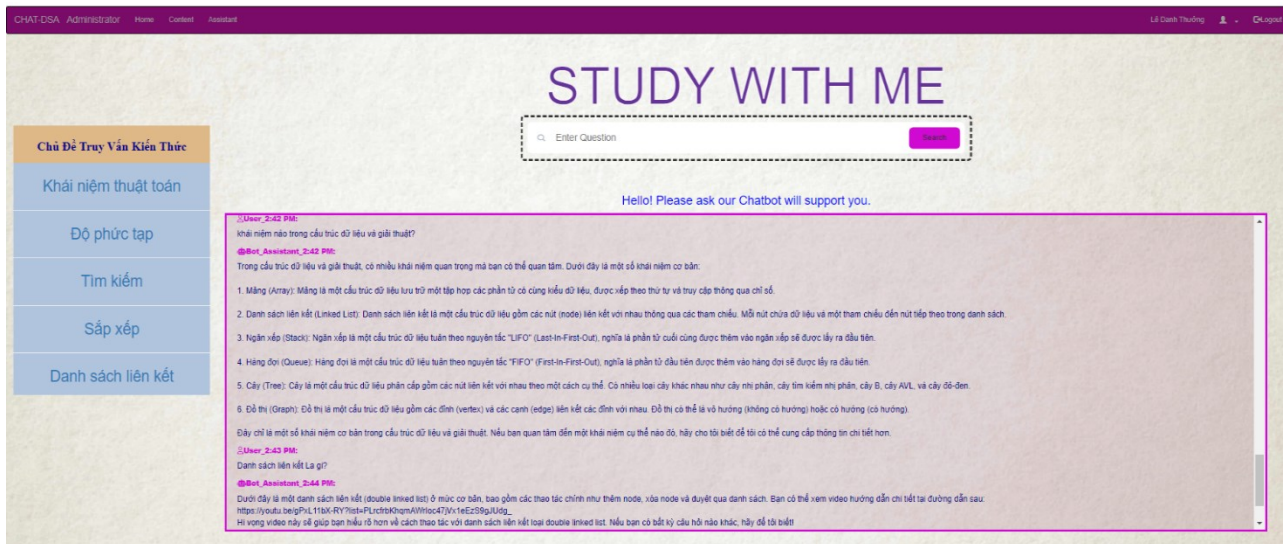 CHAT-DSA Administrator Home Content Assistant Lê Danh Thưởng Logout
STUDY WITH ME
Enter Question Search
Chủ Đề Truy Vấn Kiến Thức
Khái niệm thuật toán
Độ phức tạp
Tìm kiếm
Sắp xếp
Danh sách liên kết
Hello! Please ask our Chatbot will support you.
User_2:42 PM:
khái niệm nào trong cấu trúc dữ liệu và giải thuật?
Bot_Assistant_2:42 PM:
Trong cấu trúc dữ liệu và giải thuật, có nhiều khái niệm quan trọng mà bạn có thể quan tâm. Dưới đây là một số khái niệm cơ bản:
1. Mảng (Array): Mảng là một cấu trúc dữ liệu lưu trữ một tập hợp các phần tử có cùng kiểu dữ liệu, được xếp theo thứ tự và truy cập thông qua chỉ số.
2. Danh sách liên kết (Linked List): Danh sách liên kết là một cấu trúc dữ liệu gồm các nút (node) liên kết với nhau thông qua các tham chiếu. Mỗi nút chứa dữ liệu và một tham chiếu đến nút tiếp theo trong danh sách.
3. Ngăn xếp (Stack): Ngăn xếp là một cấu trúc dữ liệu tuân theo nguyên tắc "LIFO" (Last-In-First-Out), nghĩa là phần tử cuối cùng được thêm vào ngăn xếp sẽ được lấy ra đầu tiên.
4. Hàng đợi (Queue): Hàng đợi là một cấu trúc dữ liệu tuân theo nguyên tắc "FIFO" (First-In-First-Out), nghĩa là phần tử đầu tiên được thêm vào hàng đợi sẽ được lấy ra đầu tiên.
5. Cây (Tree): Cây là một cấu trúc dữ liệu phân cấp gồm các nút liên kết với nhau theo một cách cụ thể. Có nhiều loại cây khác nhau như cây nhị phân, cây tìm kiếm nhị phân, cây B, cây AVL, và cây đỏ-đen.
6. Đồ thị (Graph): Đồ thị là một cấu trúc dữ liệu gồm các đỉnh (vertex) và các cạnh (edge) liên kết các đỉnh với nhau. Đồ thị có thể là vô hướng (không có hướng) hoặc có hướng (có hướng).
Đây chỉ là một số khái niệm cơ bản trong cấu trúc dữ liệu và giải thuật. Nếu bạn quan tâm đến một khái niệm cụ thể nào đó, hãy cho tôi biết để tôi có thể cung cấp thông tin chi tiết hơn.
User_2:43 PM:
Danh sách liên kết La gì?
Bot_Assistant_2:44 PM:
Dưới đây là một danh sách liên kết (double linked list) ở mức cơ bản, bao gồm các thao tác chính như thêm node, xóa node và duyệt qua danh sách. Bạn có thể xem video hướng dẫn chi tiết tại đường dẫn sau:
Hi vọng video này sẽ giúp bạn hiểu rõ hơn về cách thao tác với danh sách liên kết loại double linked list. Nếu bạn có bất kỳ câu hỏi nào khác, hãy để tôi biết!